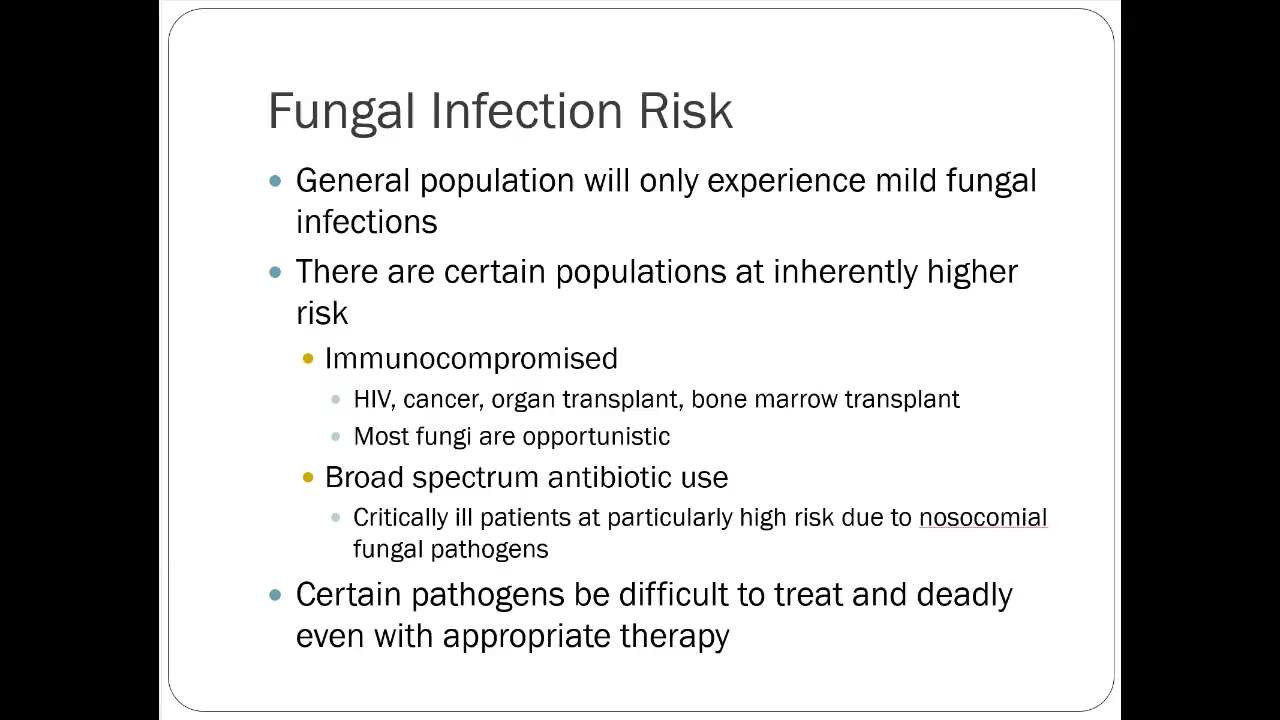 Fungal Infection Risk
General population will only experience mild fungal
infections
There are certain populations at inherently higher
risk
Immunocompromised
HIV, cancer, organ transplant, bone marrow transplant
Most fungi are opportunistic
Broad spectrum antibiotic use
Critically ill patients at particularly high risk due to nosocomial
fungal pathogens
Certain pathogens be difficult to treat and deadly
even with appropriate therapy